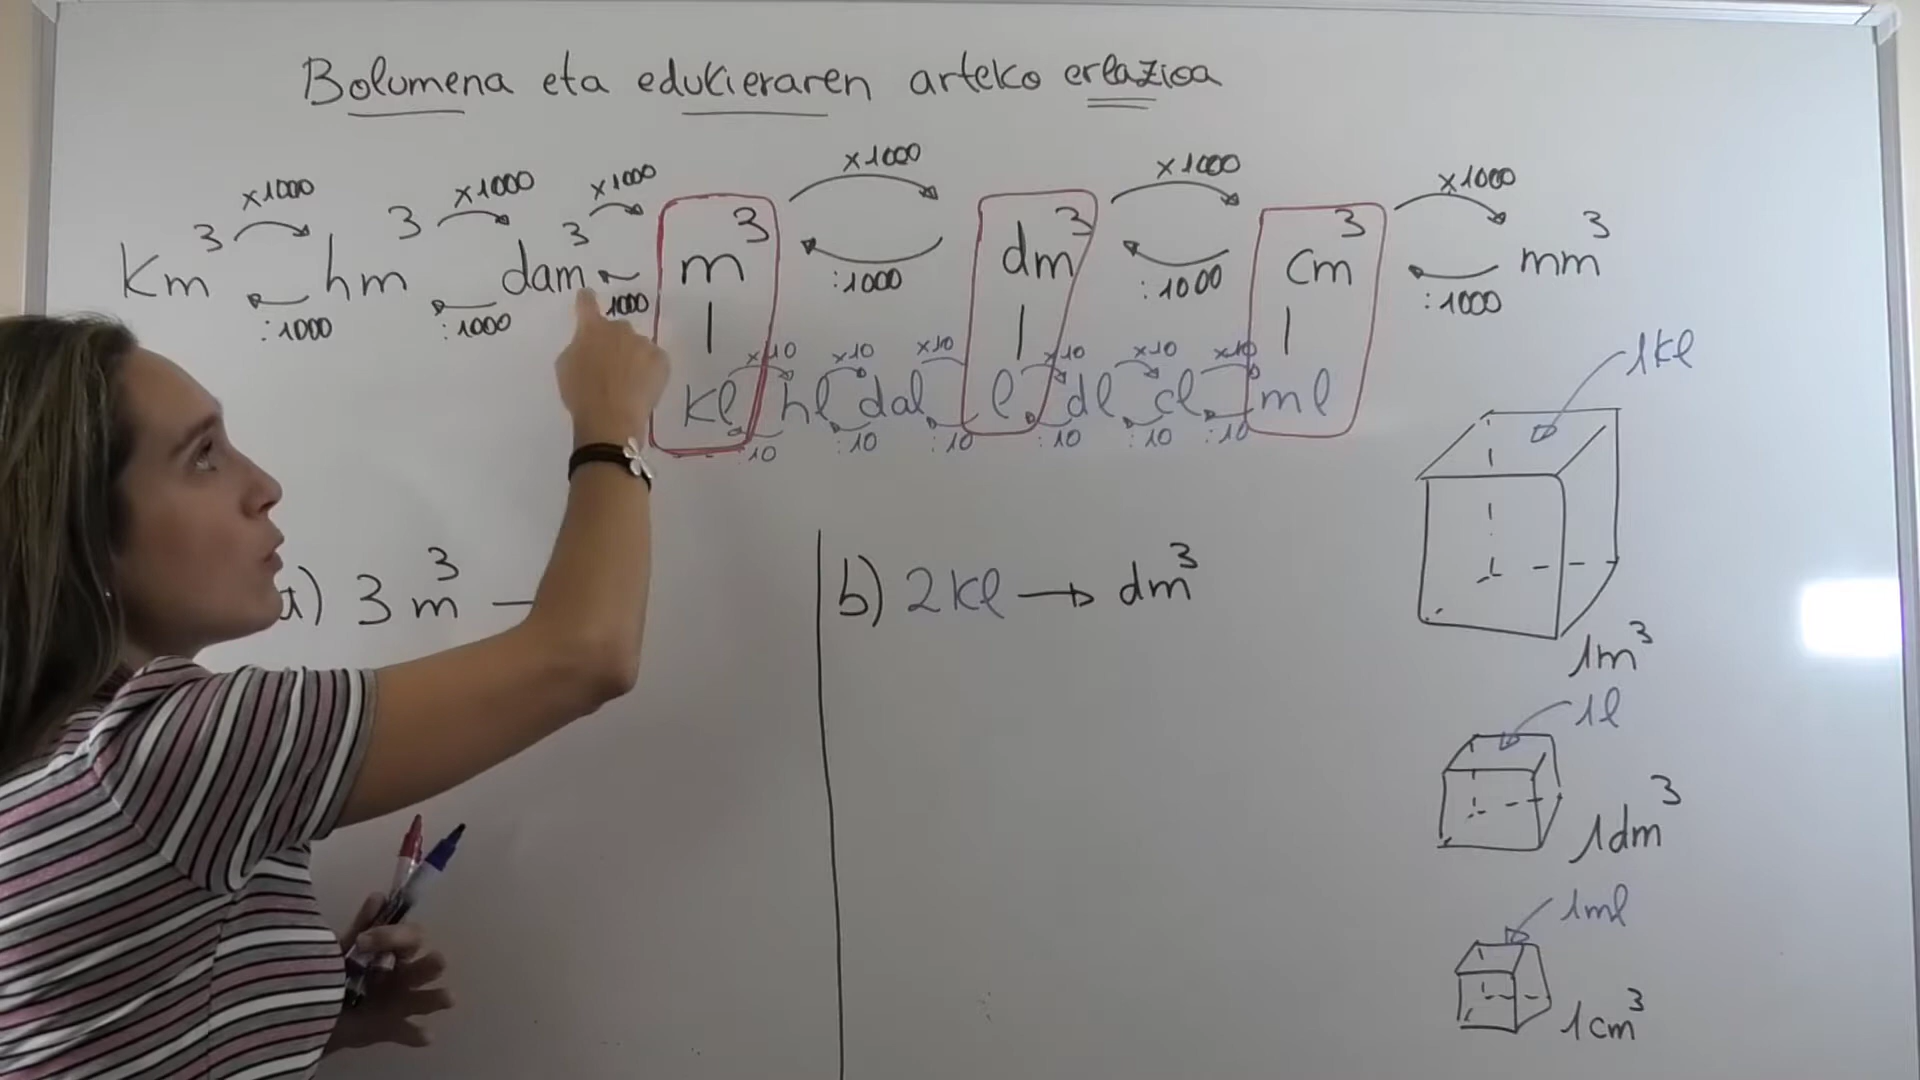 Bolumena eta edukieraren arteko erlazioa
x1000 x1000 x1000 x1000 x1000 x1000
km³ hm³ dam³ m³ dm³ cm³ mm³
:1000 :1000 1000 :1000 :1000 :1000
x10 x10 x10 x10 x10 x10
kl hl dal l dl cl ml
:10 :10 :10 :10 :10 :10
a) 3 m³
b) 2kl → dm³
1kl
1m³
1l
1dm³
1ml
1cm³